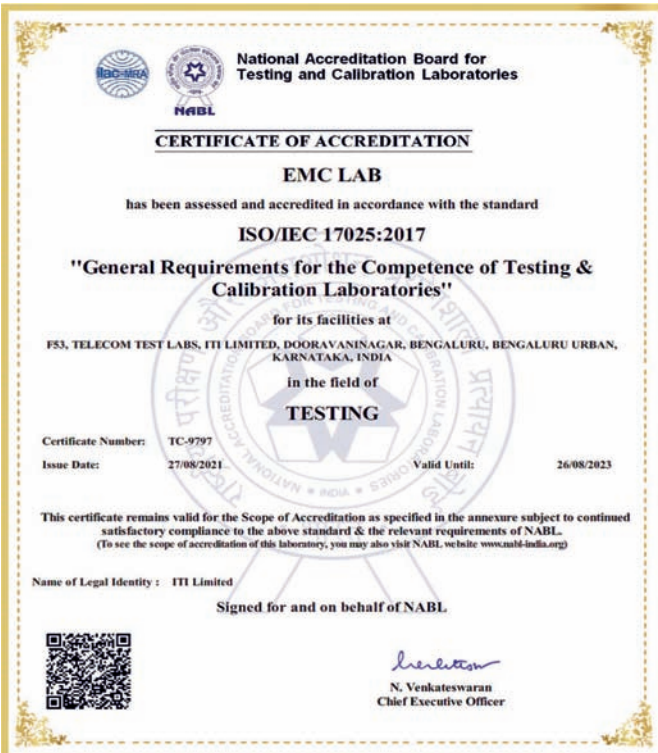 ilac-MRA
NABL
National Accreditation Board for
Testing and Calibration Laboratories
CERTIFICATE OF ACCREDITATION
EMC LAB
has been assessed and accredited in accordance with the standard
ISO/IEC 17025:2017
"General Requirements for the Competence of Testing &
Calibration Laboratories"
for its facilities at
F53, TELECOM TEST LABS, ITI LIMITED, DOORAVANINAGAR, BENGALURU, BENGALURU URBAN,
KARNATAKA, INDIA
in the field of
TESTING
Certificate Number: TC-9797
Issue Date: 27/08/2021 Valid Until: 26/08/2023
This certificate remains valid for the Scope of Accreditation as specified in the annexure subject to continued
satisfactory compliance to the above standard & the relevant requirements of NABL.
(To see the scope of accreditation of this laboratory, you may also visit NABL website www.nabl-india.org)
Name of Legal Identity : ITI Limited
Signed for and on behalf of NABL
N. Venkateswaran
Chief Executive Officer